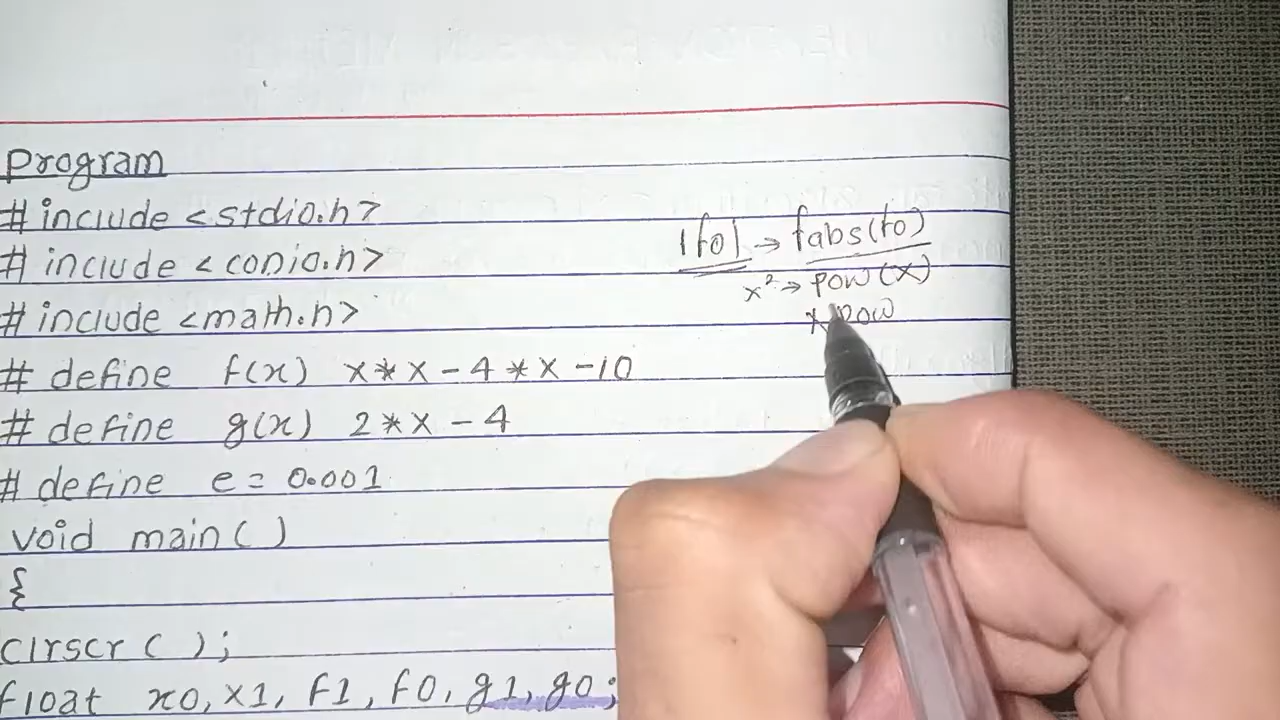 Program
# include <stdio.h>
# include <conio.h>
# include <math.h>
# define f(x) x*x-4*x-10
# define g(x) 2*x-4
# define e=0.001
void main()
{
clrscr();
float x0, x1, f1, f0, g1, g0;
|f0| → fabs(f0)
x² → pow(x)
x pow